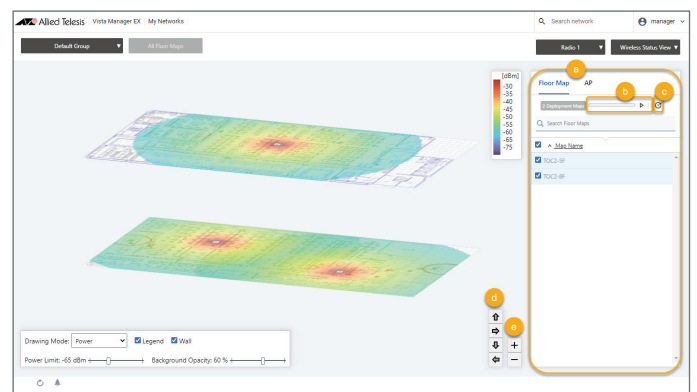 Allied Telesis Vista Manager EX My Networks
Search network
manager
Default Group
All Floor Maps
Radio 1
Wireless Status View
a
Floor Map AP
b
c
2 Deployment Maps
Search Floor Maps
Map Name
TOC2-5F
TOC2-6F
[dBm]
-30
-35
-40
-45
-50
-55
-60
-65
-75
d
e
+
−
Drawing Mode: Power Legend Wall
Power Limit: -65 dBm Background Opacity: 60 %